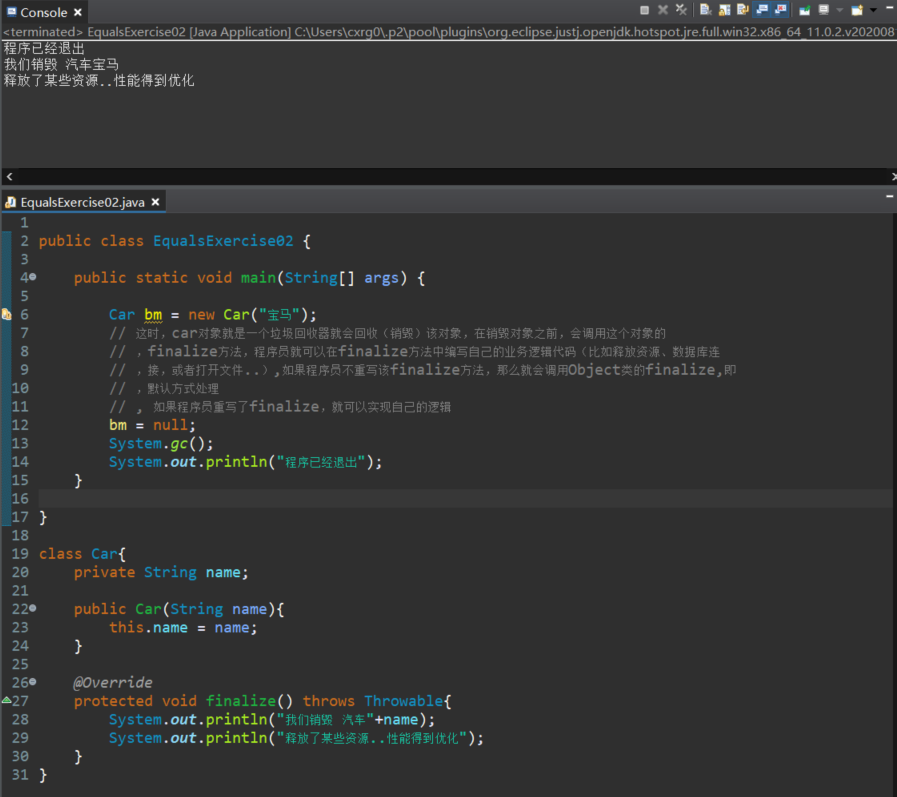 Console
<terminated> EqualsExercise02 [Java Application] C:\Users\cxrg0\.p2\pool\plugins\org.eclipse.justj.openjdk.hotspot.jre.full.win32.x86_64_11.0.2.v202008
程序已经退出
我们销毁 汽车宝马
释放了某些资源..性能得到优化
EqualsExercise02.java
1
2 public class EqualsExercise02 {
3
4     public static void main(String[] args) {
5
6         Car bm = new Car("宝马");
7         // 这时，car对象就是一个垃圾回收器就会回收（销毁）该对象，在销毁对象之前，会调用这个对象的
8         // ，finalize方法，程序员就可以在finalize方法中编写自己的业务逻辑代码（比如释放资源、数据库连
9         // ，接，或者打开文件..）,如果程序员不重写该finalize方法，那么就会调用Object类的finalize,即
10         // ，默认方式处理
11         // , 如果程序员重写了finalize，就可以实现自己的逻辑
12         bm = null;
13         System.gc();
14         System.out.println("程序已经退出");
15     }
16
17 }
18
19 class Car{
20     private String name;
21
22     public Car(String name){
23         this.name = name;
24     }
25
26     @Override
27     protected void finalize() throws Throwable{
28         System.out.println("我们销毁 汽车"+name);
29         System.out.println("释放了某些资源..性能得到优化");
30     }
31 }